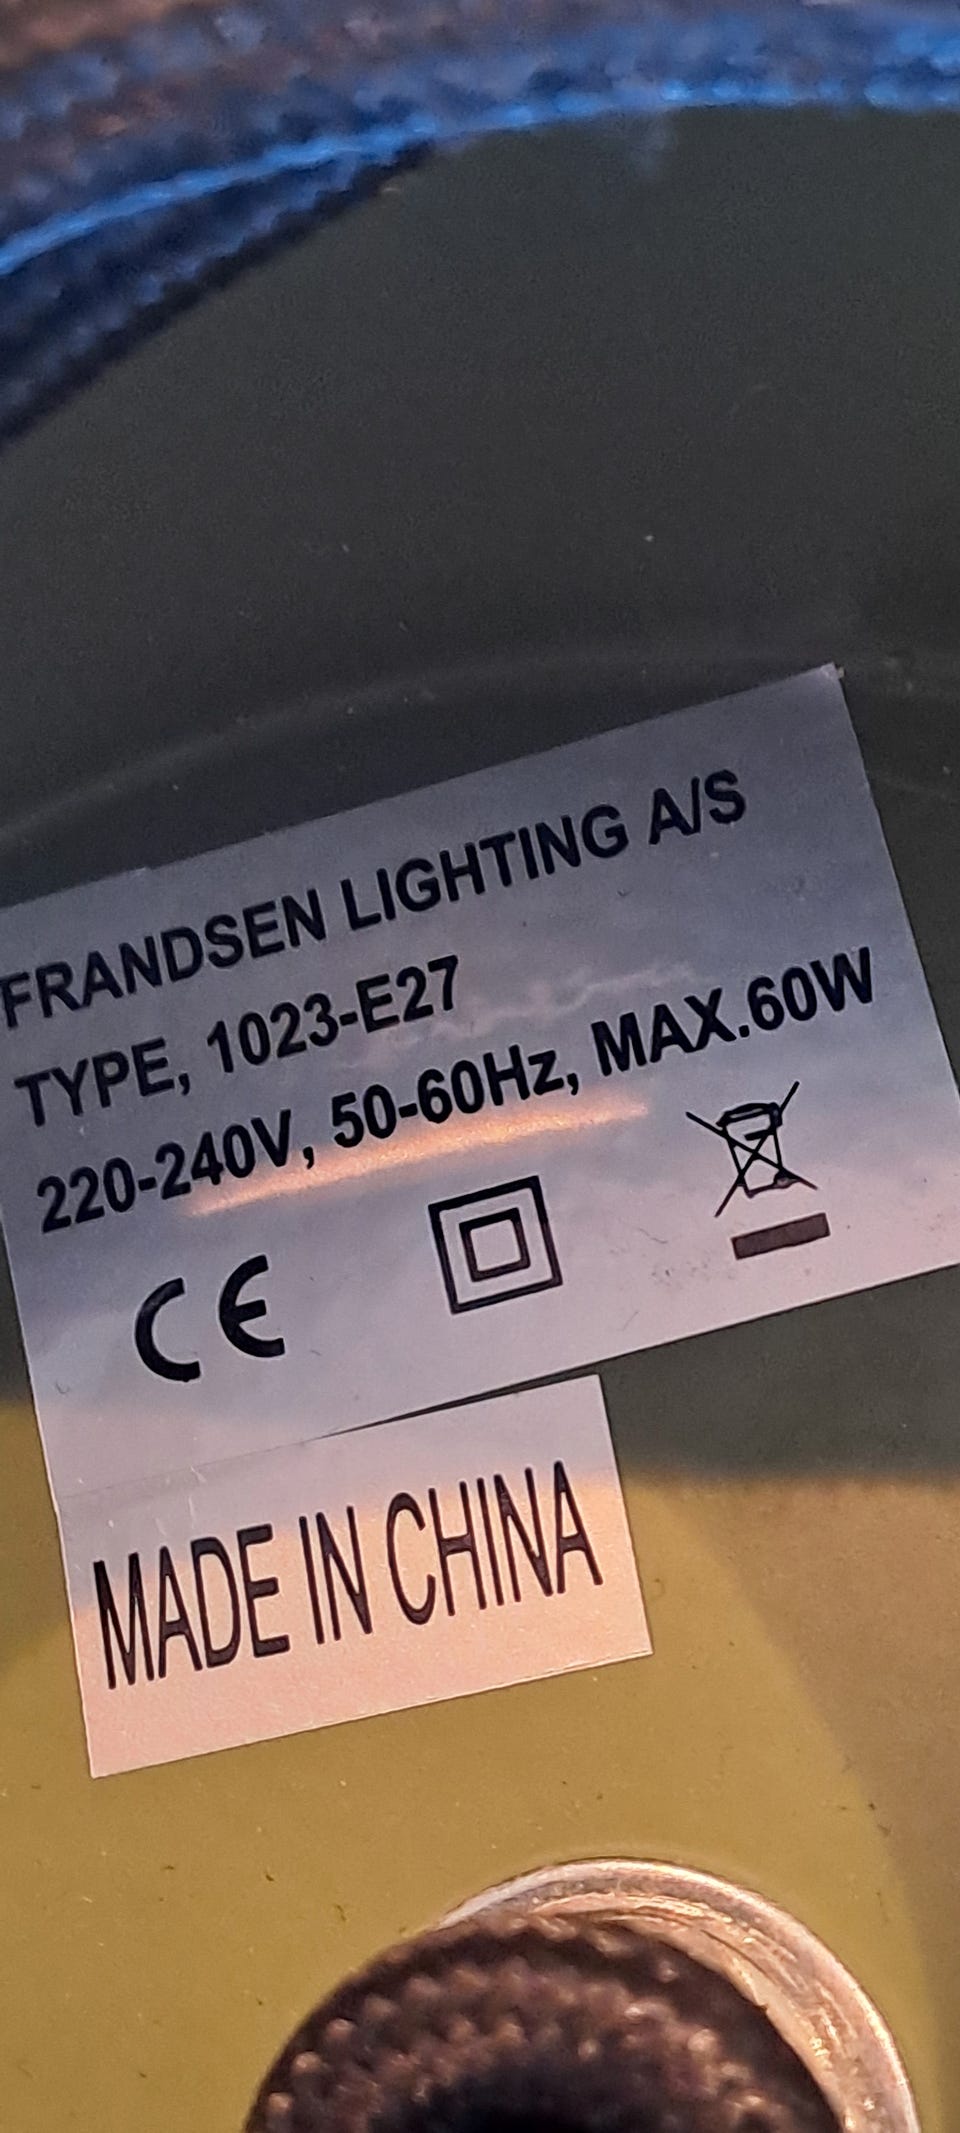 FRANDSEN LIGHTING A/S
TYPE, 1023-E27
220-240V, 50-60Hz, MAX.60W
CE
MADE IN CHINA